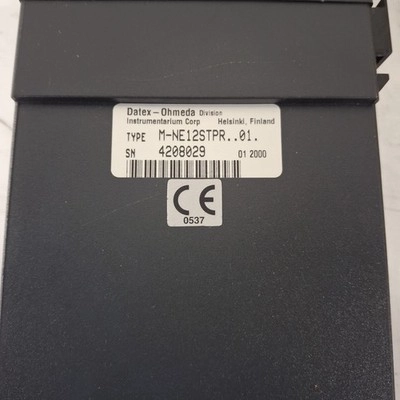 Datex-Ohmeda Division
Instrumentarium Corp Helsinki, Finland
TYPE M-NE12STPR..01.
SN 4208029 01 2000
CE
0537